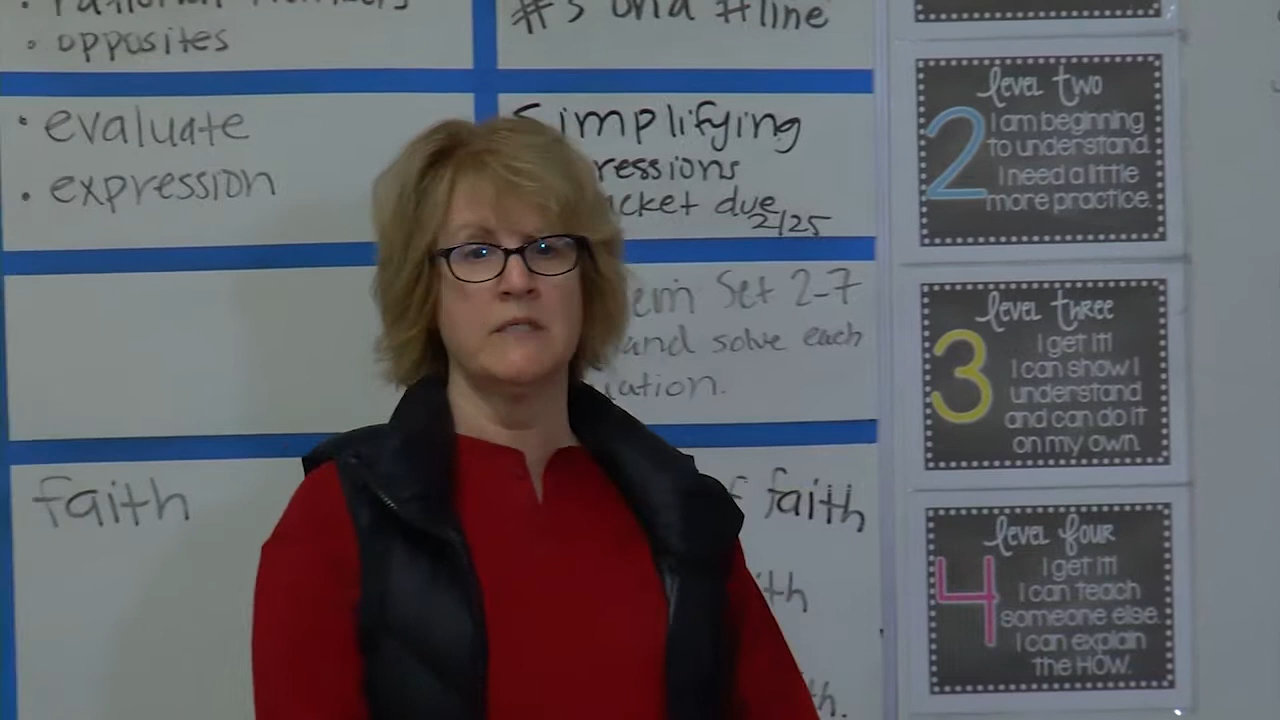 • opposites
#'s and #line
• evaluate
• expression
Simplifying
ressions
cket due
2/25
em Set 2-7
and solve each
uation.
faith
f faith
th
th.
level two
2
I am beginning
to understand.
I need a little
more practice.
level three
3
I get it!
I can show I
understand
and can do it
on my own.
level four
4
I get it!
I can teach
someone else.
I can explain
the HOW.